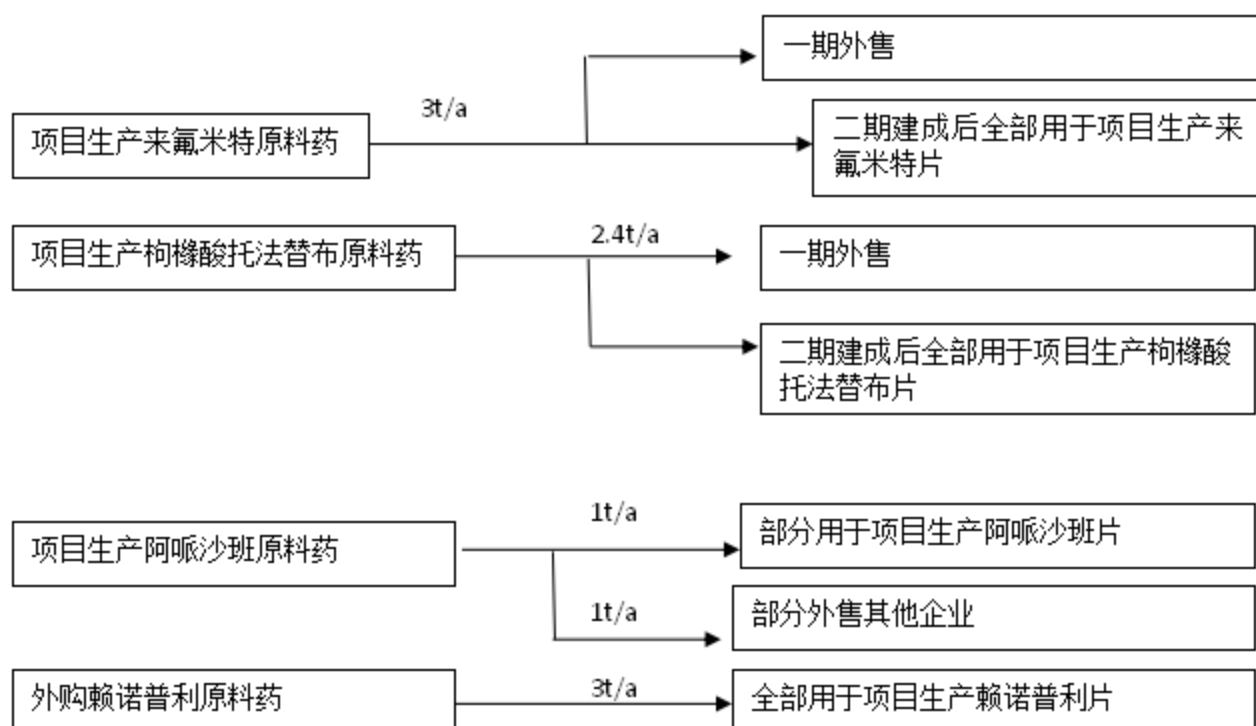 一期外售
3t/a
项目生产来氟米特原料药
二期建成后全部用于项目生产来
氟米特片
项目生产枸橼酸托法替布原料药
2.4t/a
一期外售
二期建成后全部用于项目生产枸橼酸
托法替布片
项目生产阿哌沙班原料药
1t/a
部分用于项目生产阿哌沙班片
1t/a
部分外售其他企业
外购赖诺普利原料药
3t/a
全部用于项目生产赖诺普利片